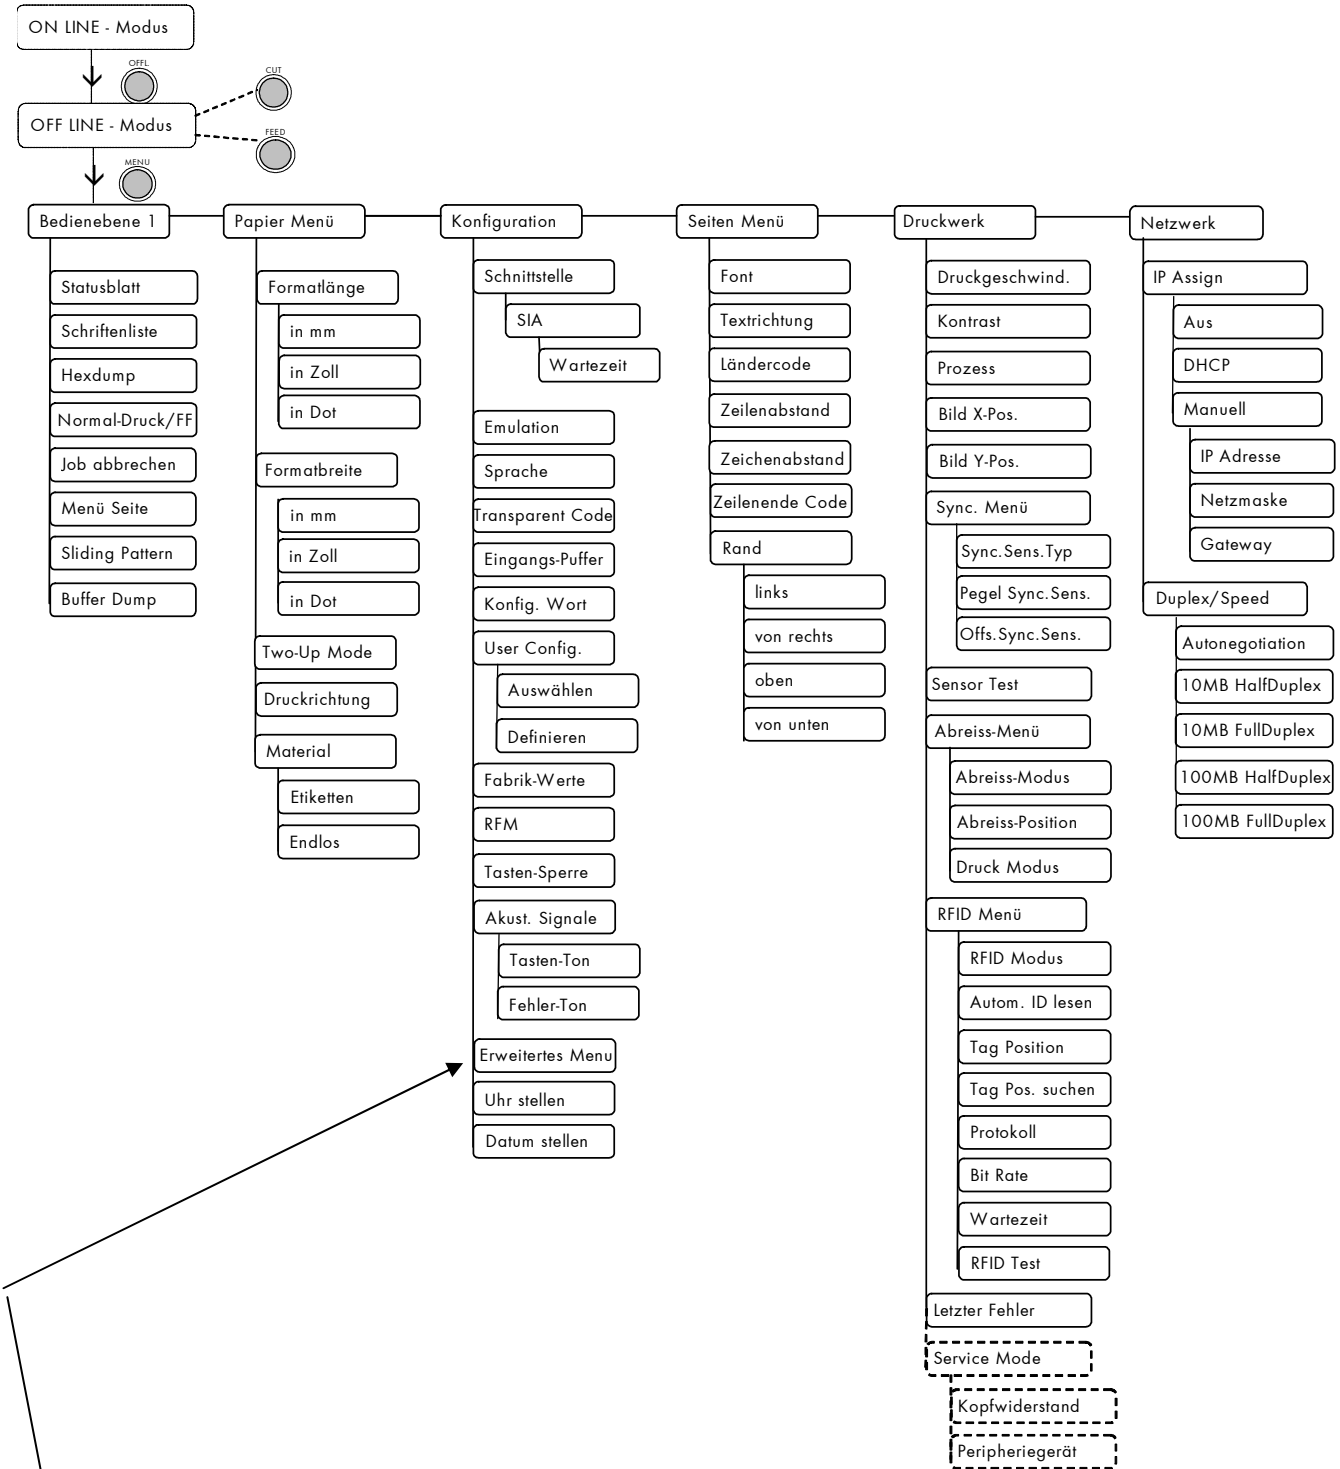 ON LINE - Modus
OFFL.
CUT
OFF LINE - Modus
FEED
MENU
Bedienebene 1
Statusblatt
Schriftenliste
Hexdump
Normal-Druck/FF
Job abbrechen
Menü Seite
Sliding Pattern
Buffer Dump
Papier Menü
Formatlänge
in mm
in Zoll
in Dot
Formatbreite
in mm
in Zoll
in Dot
Two-Up Mode
Druckrichtung
Material
Etiketten
Endlos
Konfiguration
Schnittstelle
SIA
Wartezeit
Emulation
Sprache
Transparent Code
Eingangs-Puffer
Konfig. Wort
User Config.
Auswählen
Definieren
Fabrik-Werte
RFM
Tasten-Sperre
Akust. Signale
Tasten-Ton
Fehler-Ton
Erweitertes Menu
Uhr stellen
Datum stellen
Seiten Menü
Font
Textrichtung
Ländercode
Zeilenabstand
Zeichenabstand
Zeilenende Code
Rand
links
von rechts
oben
von unten
Druckwerk
Druckgeschwind.
Kontrast
Prozess
Bild X-Pos.
Bild Y-Pos.
Sync. Menü
Sync.Sens.Typ
Pegel Sync.Sens.
Offs.Sync.Sens.
Sensor Test
Abreiss-Menü
Abreiss-Modus
Abreiss-Position
Druck Modus
RFID Menü
RFID Modus
Autom. ID lesen
Tag Position
Tag Pos. suchen
Protokoll
Bit Rate
Wartezeit
RFID Test
Letzter Fehler
Service Mode
Kopfwiderstand
Peripheriegerät
Netzwerk
IP Assign
Aus
DHCP
Manuell
IP Adresse
Netzmaske
Gateway
Duplex/Speed
Autonegotiation
10MB HalfDuplex
10MB FullDuplex
100MB HalfDuplex
100MB FullDuplex